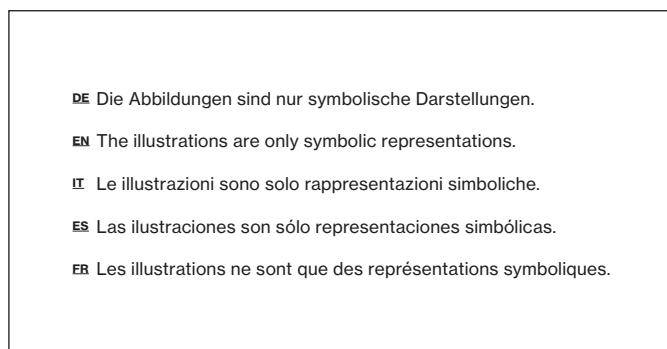 DE Die Abbildungen sind nur symbolische Darstellungen.
EN The illustrations are only symbolic representations.
IT Le illustrazioni sono solo rappresentazioni simboliche.
ES Las ilustraciones son sólo representaciones simbólicas.
FR Les illustrations ne sont que des représentations symboliques.